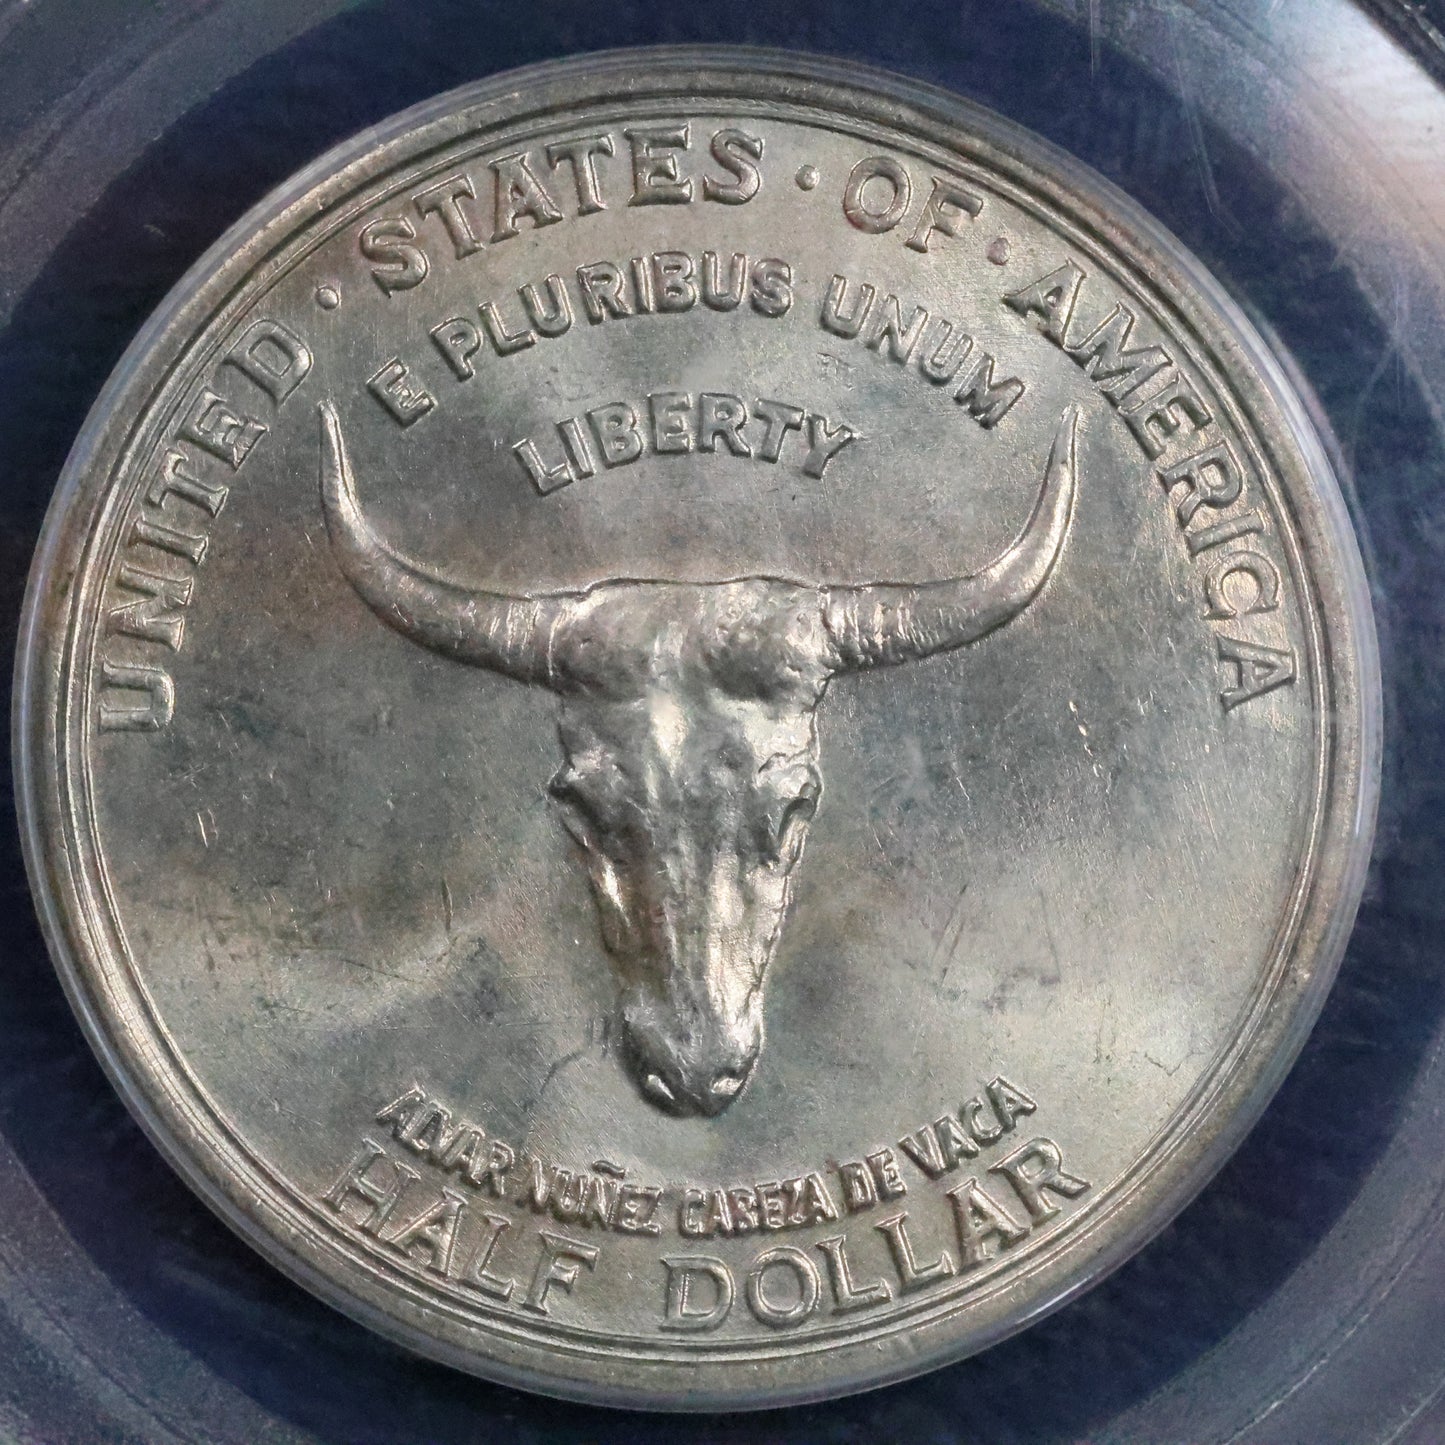 UNITED · STATES · OF · AMERICA
E PLURIBUS UNUM
LIBERTY
ALVAR NUÑEZ CABEZA DE VACA
HALF DOLLAR